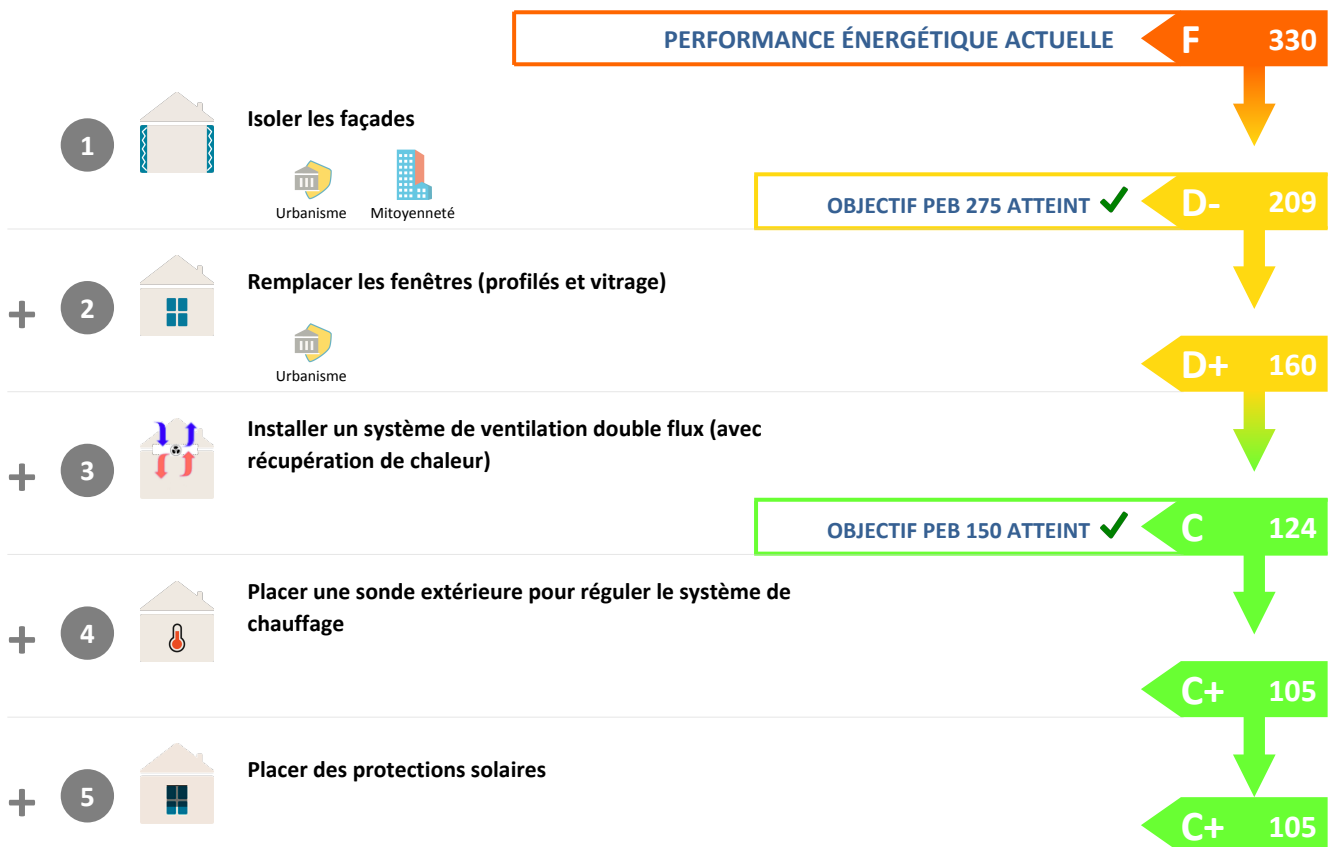 PERFORMANCE ÉNERGÉTIQUE ACTUELLE F 330
1 Isoler les façades
Urbanisme Mitoyenneté
OBJECTIF PEB 275 ATTEINT D- 209
+ 2 Remplacer les fenêtres (profilés et vitrage)
Urbanisme
D+ 160
+ 3 Installer un système de ventilation double flux (avec
récupération de chaleur)
OBJECTIF PEB 150 ATTEINT C 124
+ 4 Placer une sonde extérieure pour réguler le système de
chauffage
C+ 105
+ 5 Placer des protections solaires
C+ 105